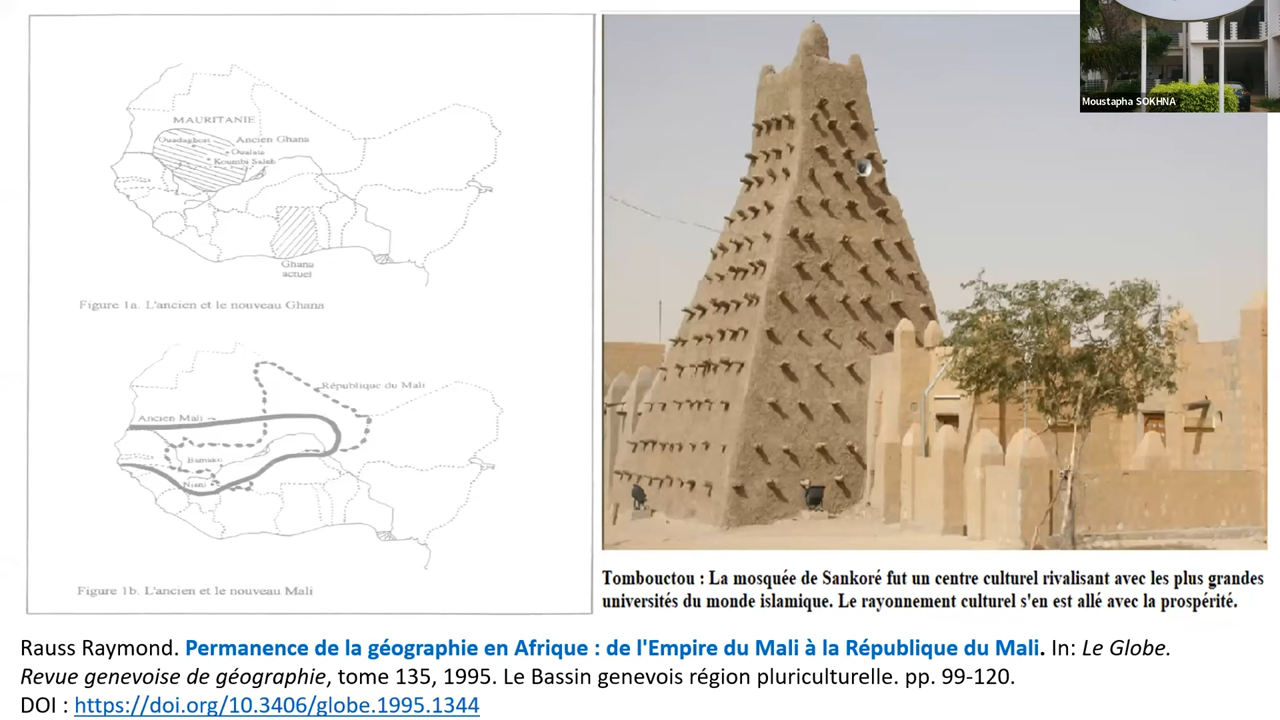 MAURITANIE
Ouadaghost
Ancien Ghana
Oualata
Koumbi Saleh
Ghana
actuel
Figure 1a. L'ancien et le nouveau Ghana
République du Mali
Ancien Mali
Bamako
Niani
Figure 1b. L'ancien et le nouveau Mali
Moustapha SOKHNA
Tombouctou : La mosquée de Sankoré fut un centre culturel rivalisant avec les plus grandes
universités du monde islamique. Le rayonnement culturel s'en est allé avec la prospérité.
Rauss Raymond. Permanence de la géographie en Afrique : de l'Empire du Mali à la République du Mali. In: Le Globe.
Revue genevoise de géographie, tome 135, 1995. Le Bassin genevois région pluriculturelle. pp. 99-120.
DOI : https://doi.org/10.3406/globe.1995.1344